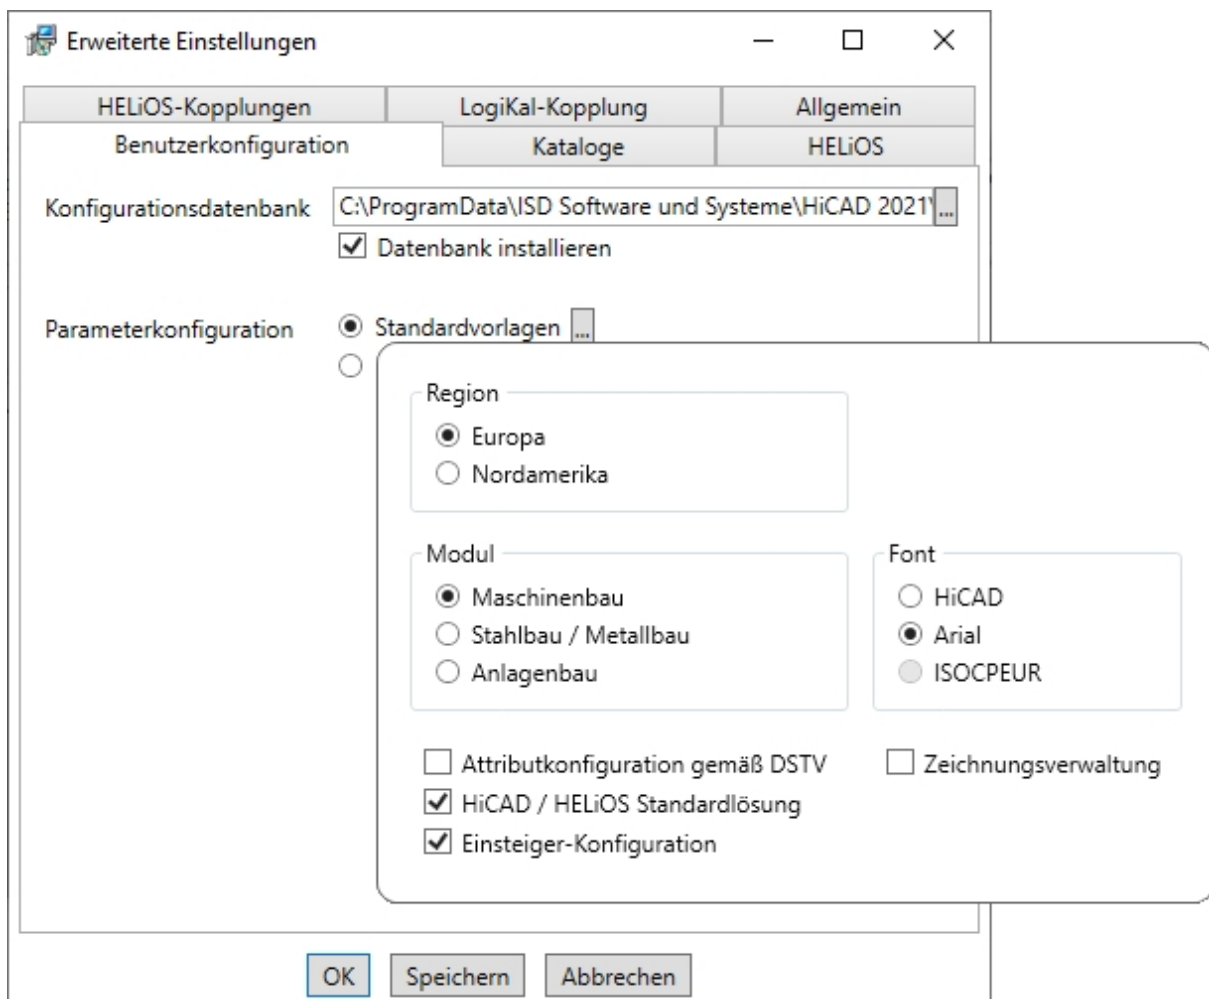 Erweiterte Einstellungen
HELiOS-Kopplungen LogiKal-Kopplung Allgemein
Benutzerkonfiguration Kataloge HELiOS
Konfigurationsdatenbank C:\ProgramData\ISD Software und Systeme\HiCAD 2021\ ...
Datenbank installieren
Parameterkonfiguration Standardvorlagen ...
Region
Europa
Nordamerika
Modul Font
Maschinenbau HiCAD
Stahlbau / Metallbau Arial
Anlagenbau ISOCPEUR
Attributkonfiguration gemäß DSTV Zeichnungsverwaltung
HiCAD / HELiOS Standardlösung
Einsteiger-Konfiguration
OK Speichern Abbrechen